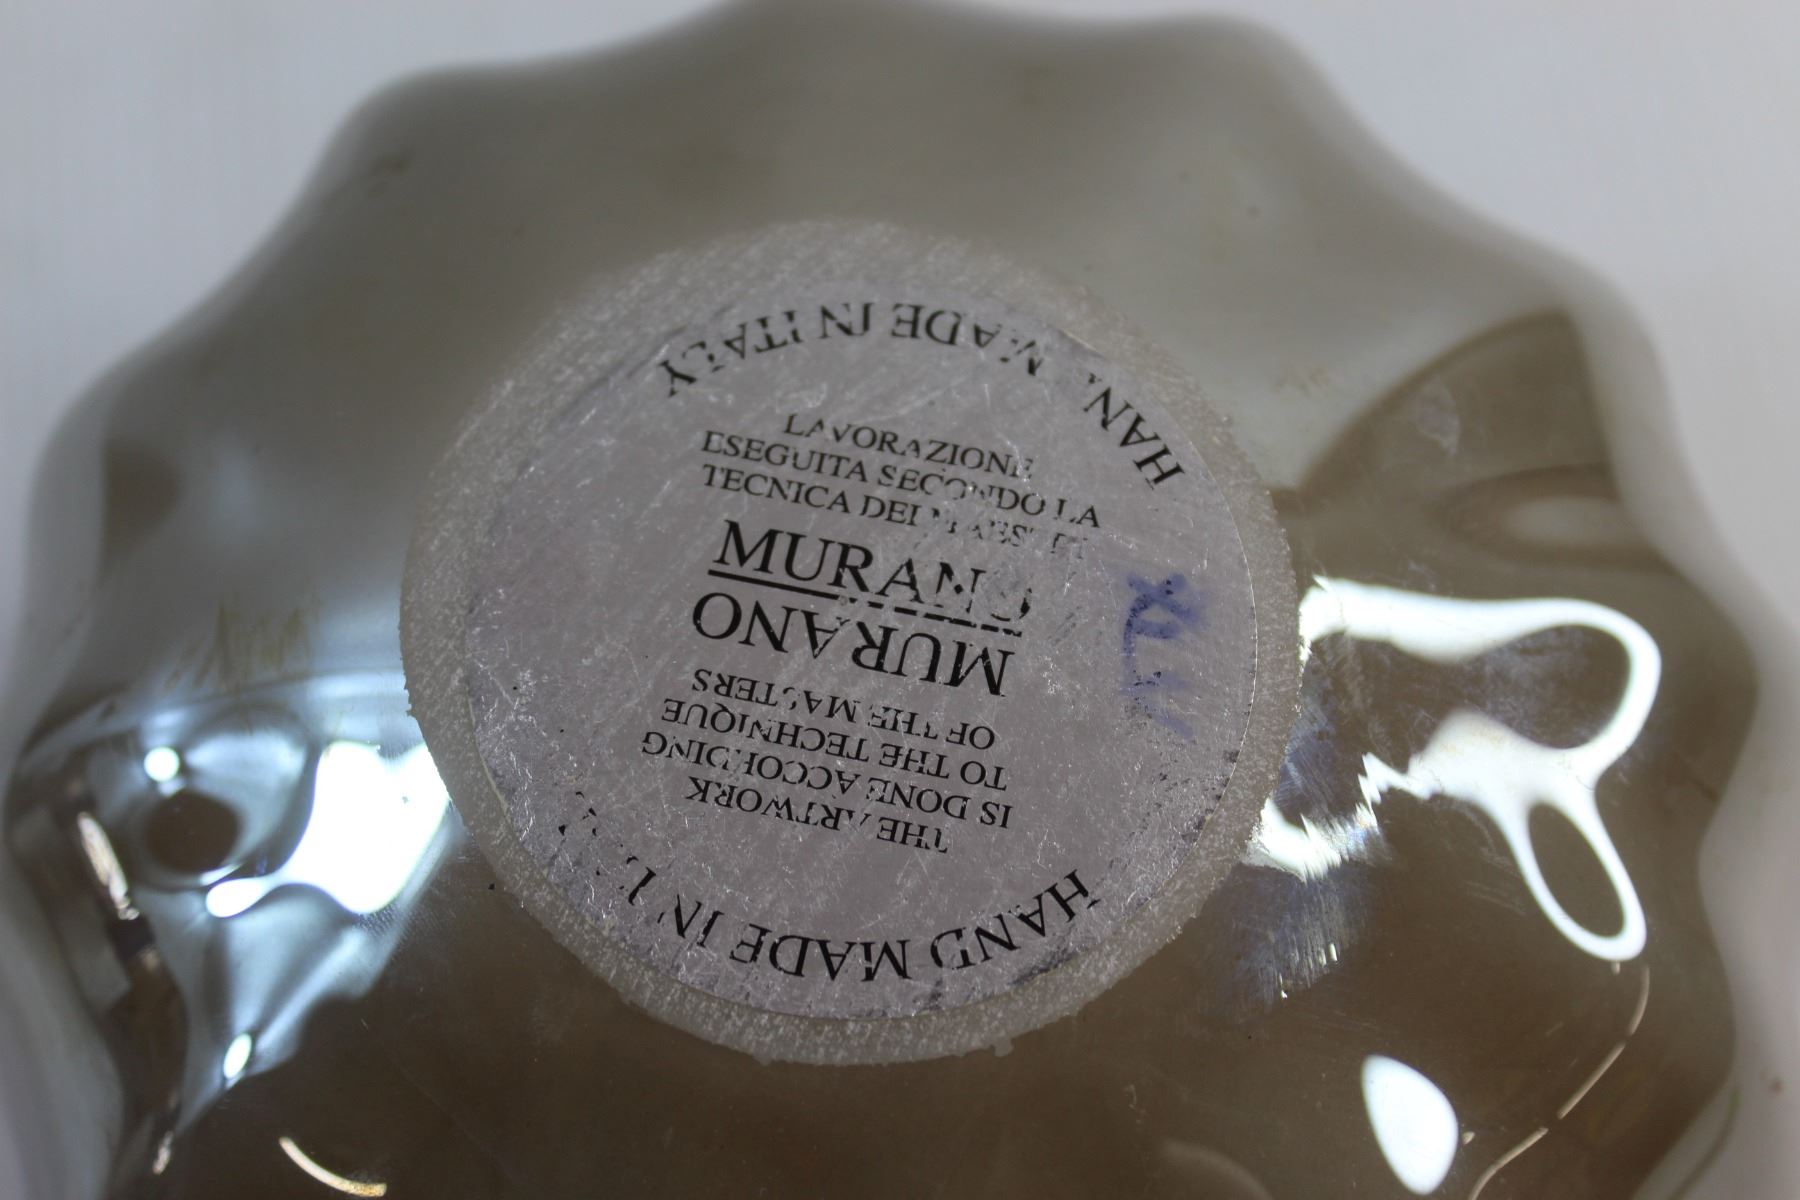 MADE IN ITALY
LAVORAZIONE
ESEGUITA SECONDO LA
TECNICA DEI
MURANO
MURANO
OF THE MASTERS
TO THE TECHNIQUE
IS DONE ACCORDING
THE ARTWORK
HAND MADE IN